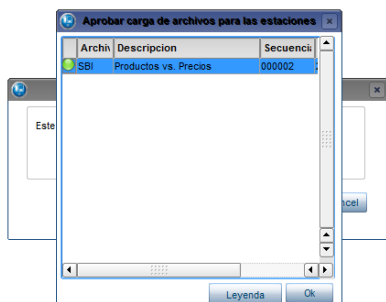 Aprobar carga de archivos para las estaciones
Archiv Descripcion Secuencia
SBI Productos vs. Precios 000002
Este
ncel
Leyenda Ok